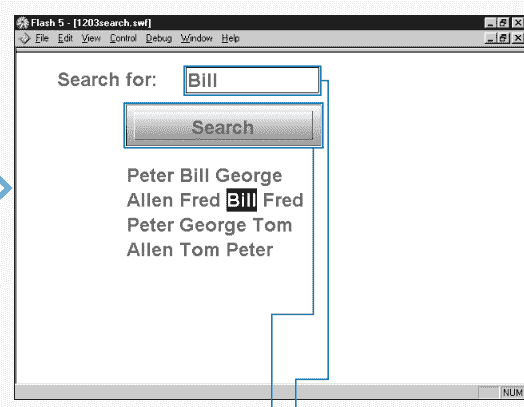 Flash 5 - [1203search.swf]
File Edit View Control Debug Window Help
Search for: Bill
Search
Peter Bill George
Allen Fred Bill Fred
Peter George Tom
Allen Tom Peter
NUM